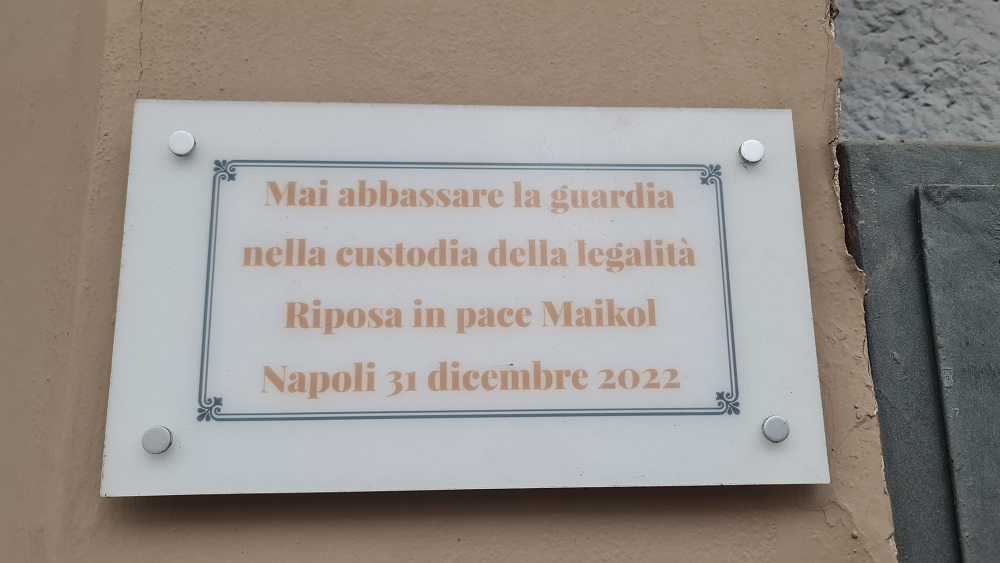 Mai abbassare la guardia
nella custodia della legalità
Riposa in pace Maikol
Napoli 31 dicembre 2022